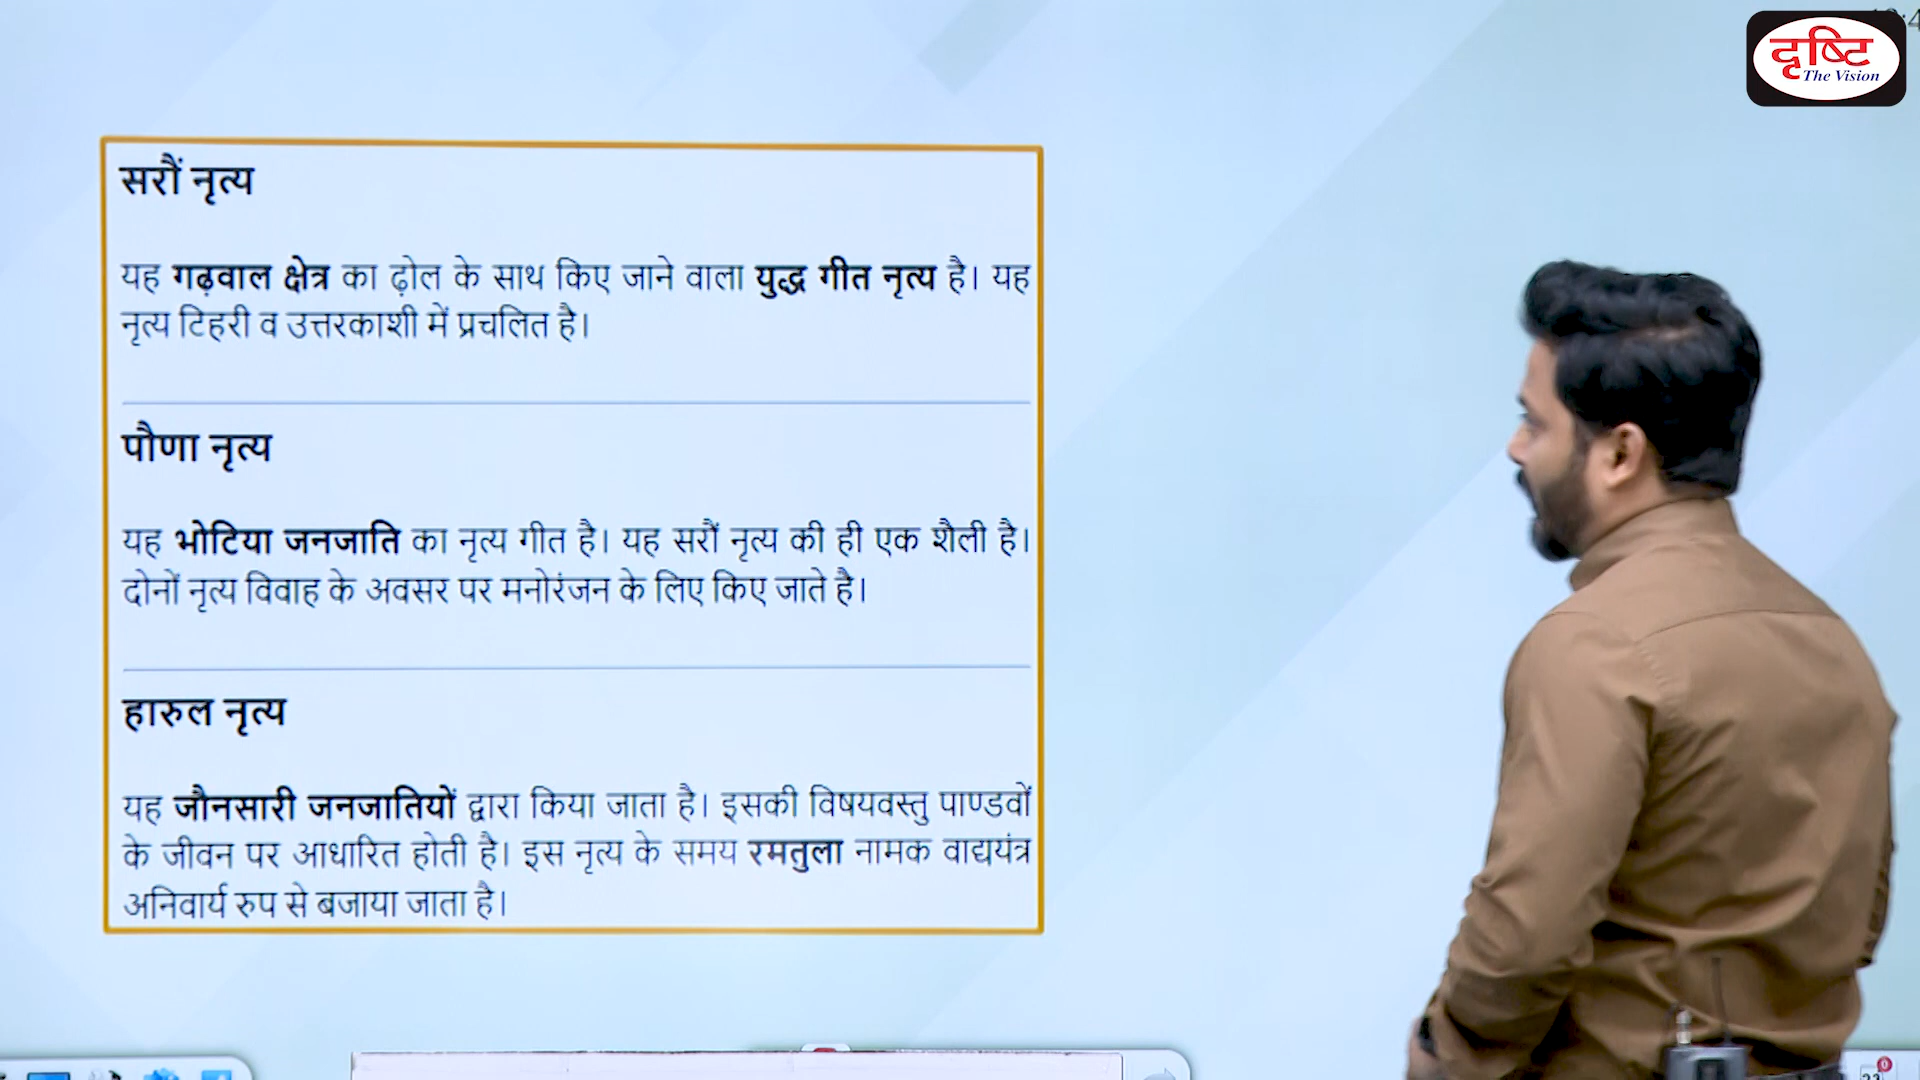 दृष्टि
The Vision
सरौं नृत्य
यह गढ़वाल क्षेत्र का ढ़ोल के साथ किए जाने वाला युद्ध गीत नृत्य है। यह
नृत्य टिहरी व उत्तरकाशी में प्रचलित है।
पौणा नृत्य
यह भोटिया जनजाति का नृत्य गीत है। यह सरौं नृत्य की ही एक शैली है।
दोनों नृत्य विवाह के अवसर पर मनोरंजन के लिए किए जाते है।
हारुल नृत्य
यह जौनसारी जनजातियों द्वारा किया जाता है। इसकी विषयवस्तु पाण्डवों
के जीवन पर आधारित होती है। इस नृत्य के समय रमतुला नामक वाद्ययंत्र
अनिवार्य रुप से बजाया जाता है।